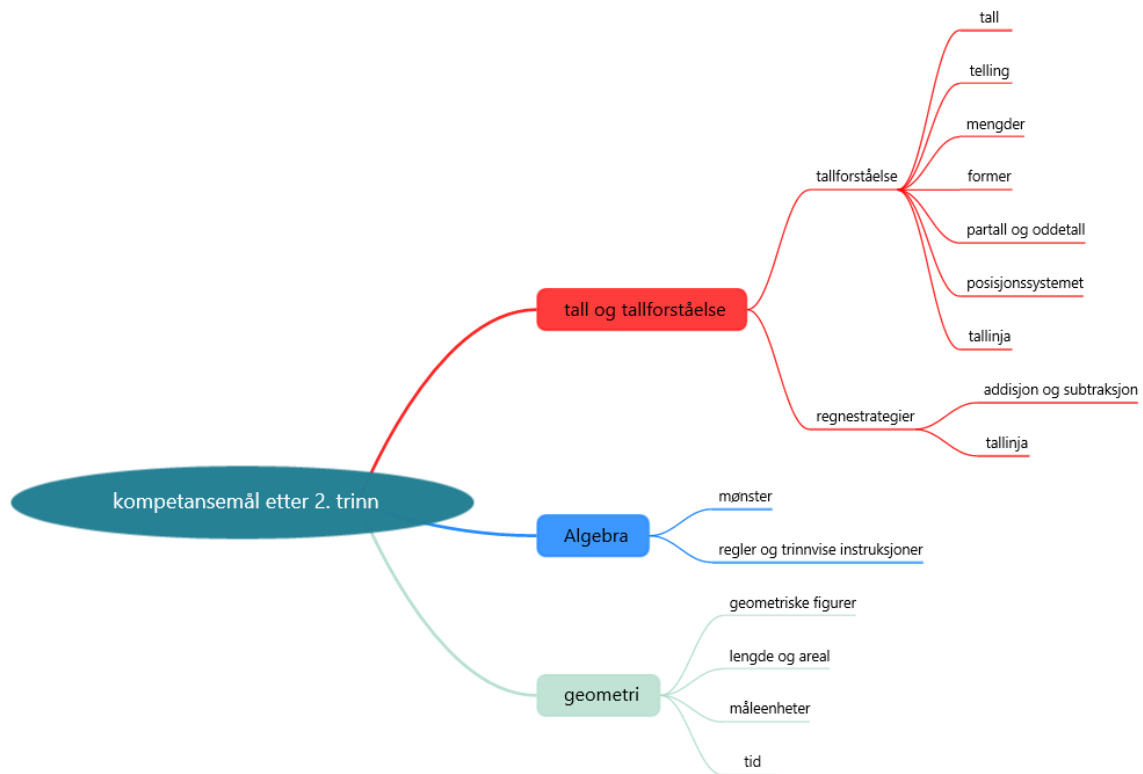 tall
telling
mengder
tallforståelse
former
partall og oddetall
posisjonssystemet
tall og tallforståelse
tallinja
addisjon og subtraksjon
regnestrategier
tallinja
kompetansemål etter 2. trinn
mønster
Algebra
regler og trinnvise instruksjoner
geometriske figurer
lengde og areal
geometri
måleenheter
tid